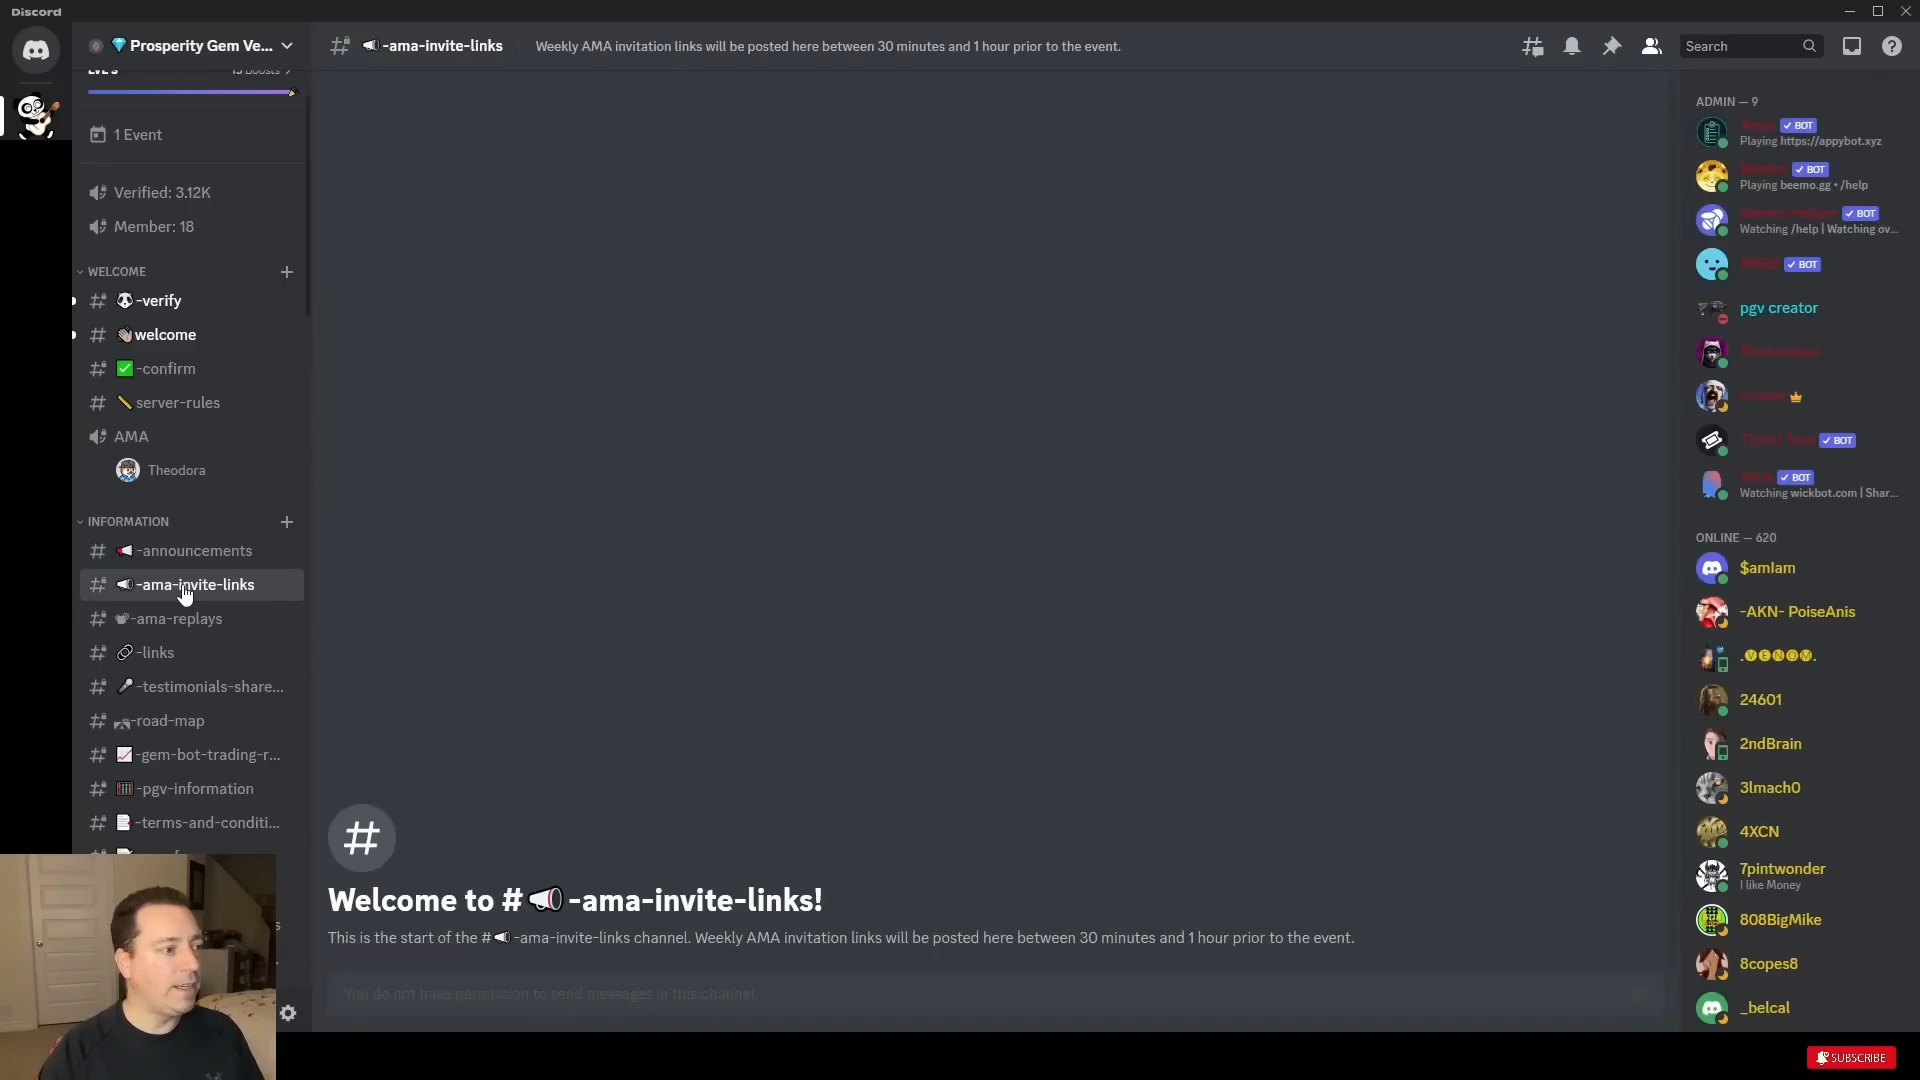 Discord
Prosperity Gem Ve...
-ama-invite-links
Weekly AMA invitation links will be posted here between 30 minutes and 1 hour prior to the event.
Search
1 Event
Verified: 3.12K
Member: 18
WELCOME
-verify
welcome
-confirm
server-rules
AMA
Theodora
INFORMATION
-announcements
-ama-invite-links
-ama-replays
-links
-testimonials-share...
-road-map
-gem-bot-trading-r...
-pgv-information
-terms-and-conditi...
Welcome to # -ama-invite-links!
This is the start of the # -ama-invite-links channel. Weekly AMA invitation links will be posted here between 30 minutes and 1 hour prior to the event.
You do not have permission to send messages in this channel.
ADMIN — 9
BOT
Playing https://appybot.xyz
BOT
Playing beemo.gg • /help
BOT
Watching /help | Watching ov...
BOT
pgv creator
BOT
BOT
Watching wickbot.com | Shar...
ONLINE — 620
$amIam
-AKN- PoiseAnis
.🅥🅔🅝🅞🅜.
24601
2ndBrain
3lmach0
4XCN
7pintwonder
I like Money
808BigMike
8copes8
_belcal
SUBSCRIBE